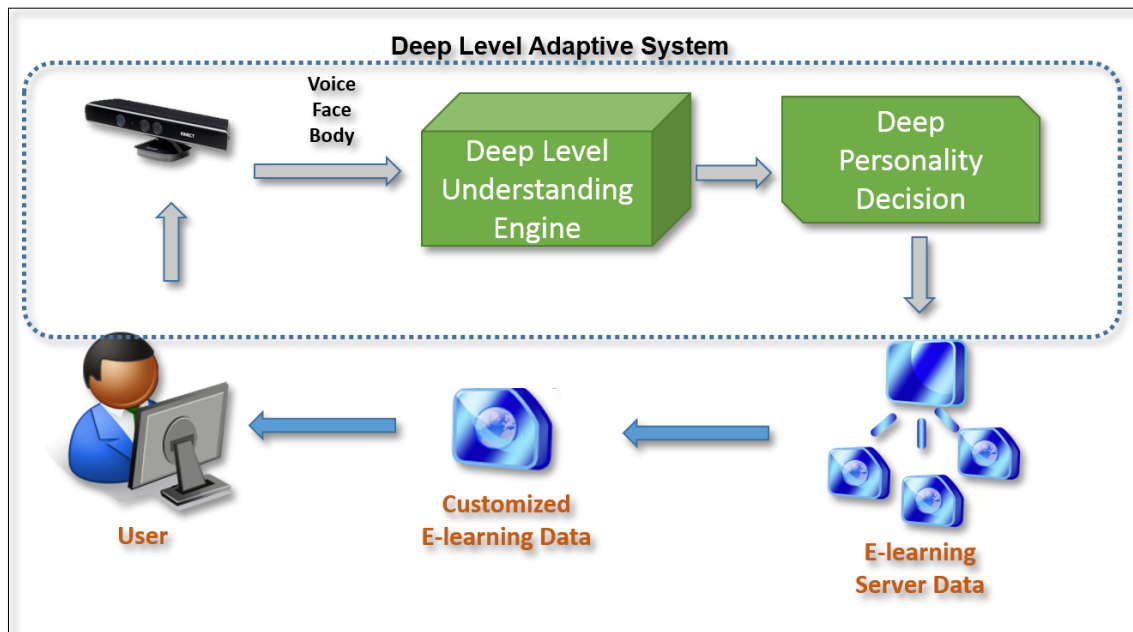 Deep Level Adaptive System
Voice
Face
Body
KINECT
Deep Level
Understanding
Engine
Deep
Personality
Decision
User
Customized
E-learning Data
E-learning
Server Data